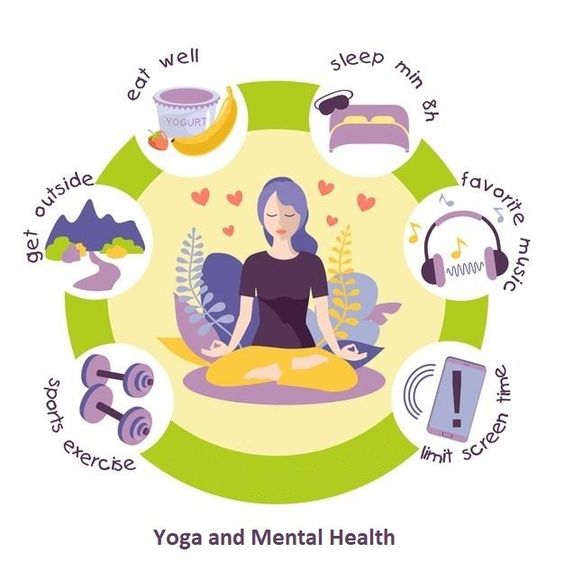 eat well
sleep min 8h
YOGURT
get outside
favorite music
sports exercise
limit screen time
Yoga and Mental Health